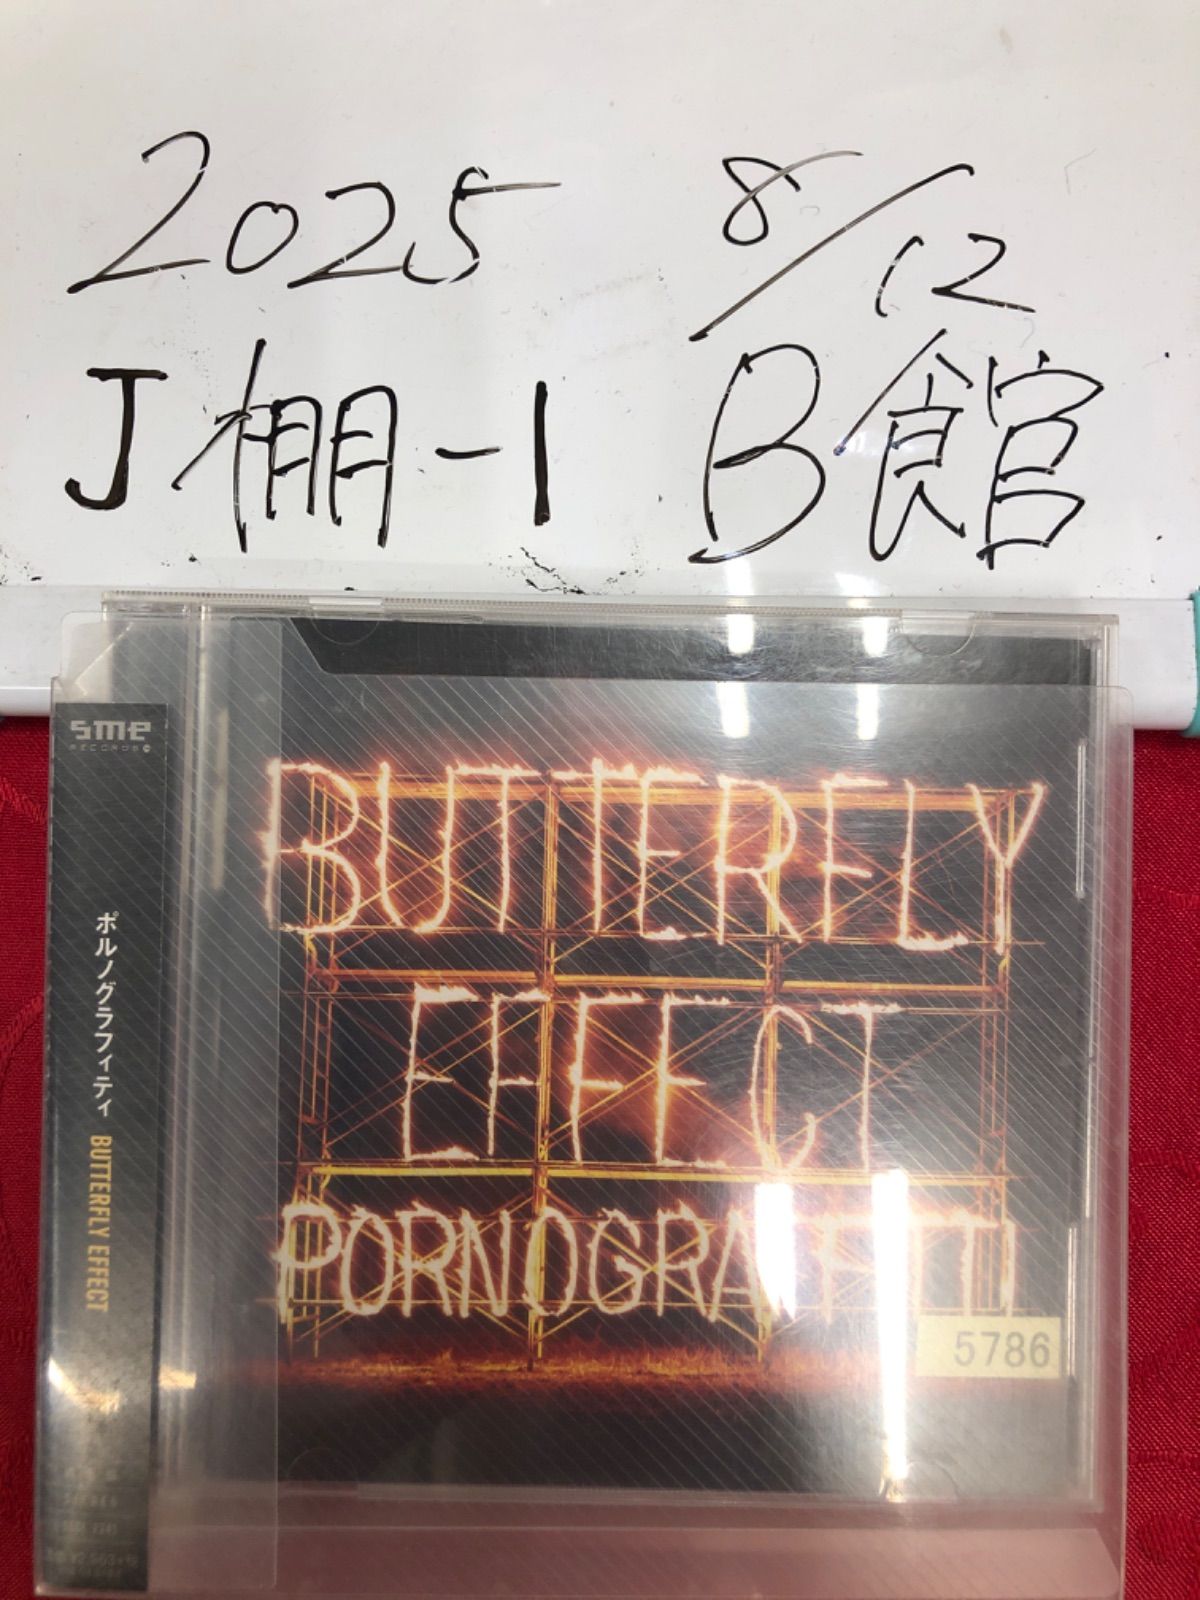 2025 8/12
J棚-1 B館
sme
RECORDS
ポルノグラフィティ BUTTERFLY EFFECT
BUTTERFLY
EFFECT
PORNOGRAFFITTI
5786